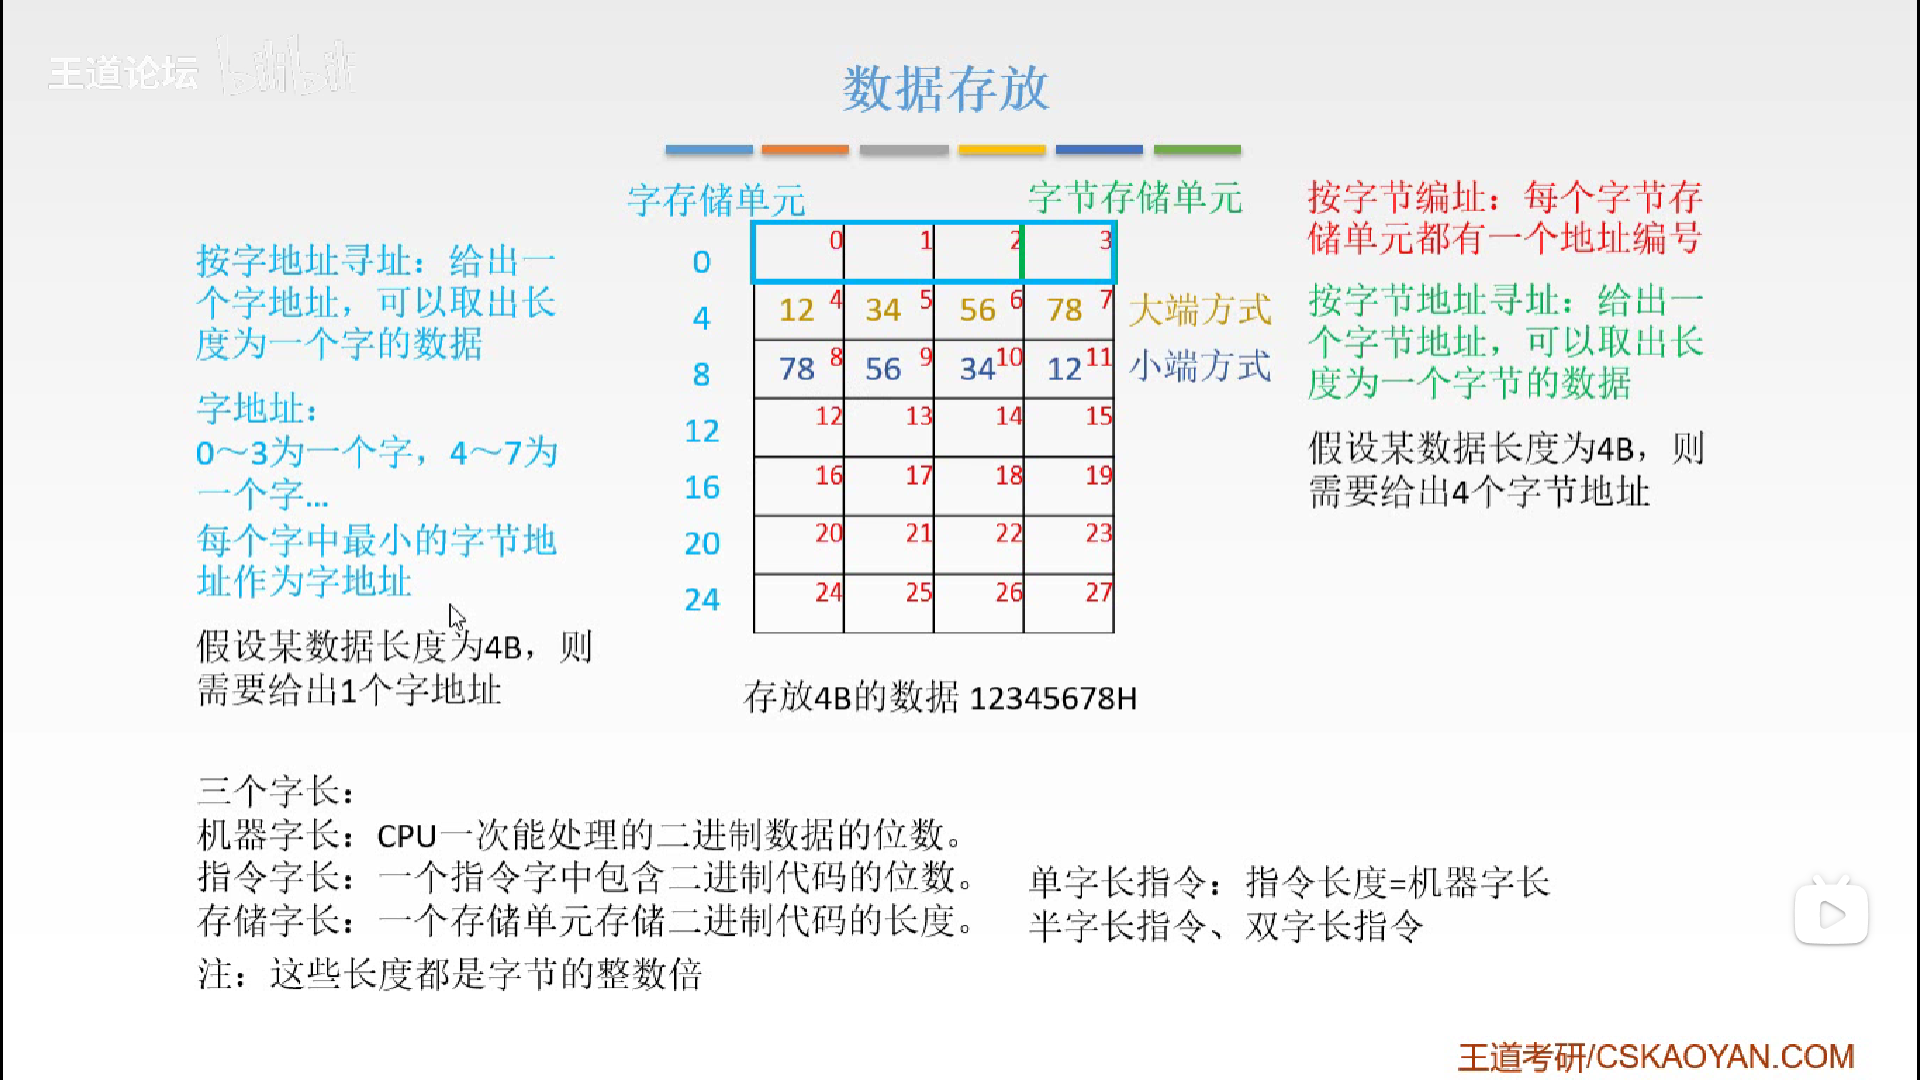 王道论坛 bilibili
数据存放
字存储单元
字节存储单元
按字地址寻址：给出一
个字地址，可以取出长
度为一个字的数据
字地址：
0～3为一个字，4～7为
一个字...
每个字中最小的字节地
址作为字地址
假设某数据长度为4B，则
需要给出1个字地址
0 0 1 2 3
4 12 4 34 5 56 6 78 7 大端方式
8 78 8 56 9 34 10 12 11 小端方式
12 12 13 14 15
16 16 17 18 19
20 20 21 22 23
24 24 25 26 27
存放4B的数据 12345678H
按字节编址：每个字节存
储单元都有一个地址编号
按字节地址寻址：给出一
个字节地址，可以取出长
度为一个字节的数据
假设某数据长度为4B，则
需要给出4个字节地址
三个字长：
机器字长：CPU一次能处理的二进制数据的位数。
指令字长：一个指令字中包含二进制代码的位数。
存储字长：一个存储单元存储二进制代码的长度。
单字长指令：指令长度=机器字长
半字长指令、双字长指令
注：这些长度都是字节的整数倍
王道考研/CSKAOYAN.COM